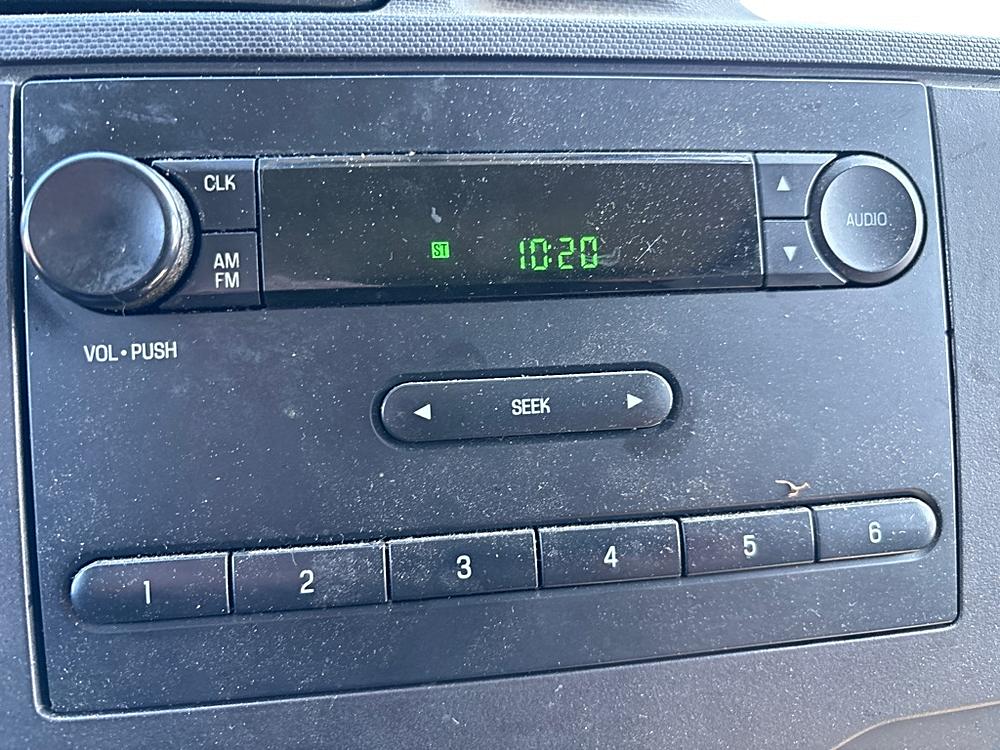 CLK
AM
FM
ST 10:20
AUDIO
VOL•PUSH
SEEK
1 2 3 4 5 6